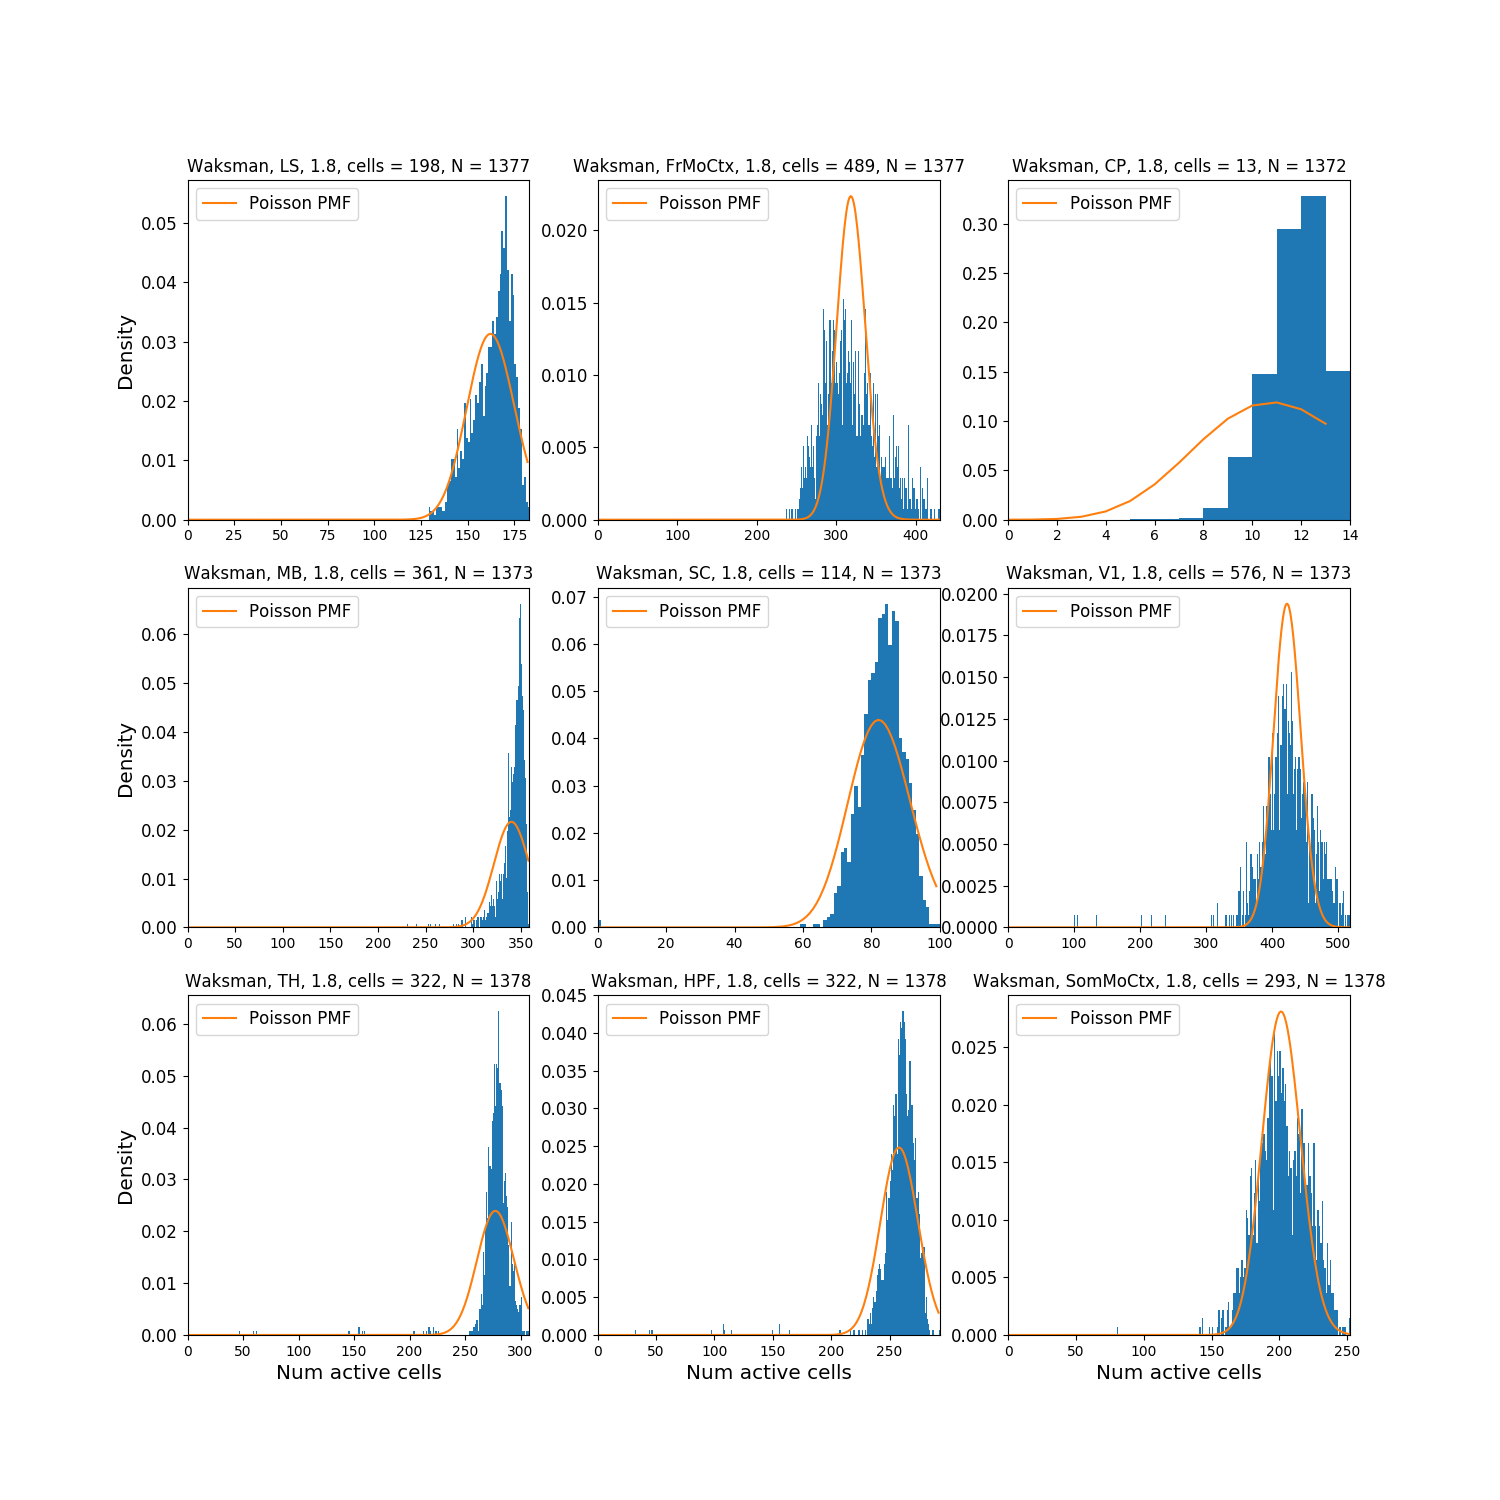 Waksman, LS, 1.8, cells = 198, N = 1377
Waksman, FrMoCtx, 1.8, cells = 489, N = 1377
Waksman, CP, 1.8, cells = 13, N = 1372
Poisson PMF
Poisson PMF
Poisson PMF
Density
0.05
0.04
0.03
0.02
0.01
0.00
0 25 50 75 100 125 150 175
0.020
0.015
0.010
0.005
0.000
0 100 200 300 400
0.30
0.25
0.20
0.15
0.10
0.05
0.00
0 2 4 6 8 10 12 14
Waksman, MB, 1.8, cells = 361, N = 1373
Waksman, SC, 1.8, cells = 114, N = 1373
Waksman, V1, 1.8, cells = 576, N = 1373
Poisson PMF
Poisson PMF
Poisson PMF
Density
0.06
0.05
0.04
0.03
0.02
0.01
0.00
0 50 100 150 200 250 300 350
0.07
0.06
0.05
0.04
0.03
0.02
0.01
0.00
0 20 40 60 80 100
0.0200
0.0175
0.0150
0.0125
0.0100
0.0075
0.0050
0.0025
0.0000
0 100 200 300 400 500
Waksman, TH, 1.8, cells = 322, N = 1378
Waksman, HPF, 1.8, cells = 322, N = 1378
Waksman, SomMoCtx, 1.8, cells = 293, N = 1378
Poisson PMF
Poisson PMF
Poisson PMF
Density
0.06
0.05
0.04
0.03
0.02
0.01
0.00
0 50 100 150 200 250 300
Num active cells
0.045
0.040
0.035
0.030
0.025
0.020
0.015
0.010
0.005
0.000
0 50 100 150 200 250
Num active cells
0.025
0.020
0.015
0.010
0.005
0.000
0 50 100 150 200 250
Num active cells